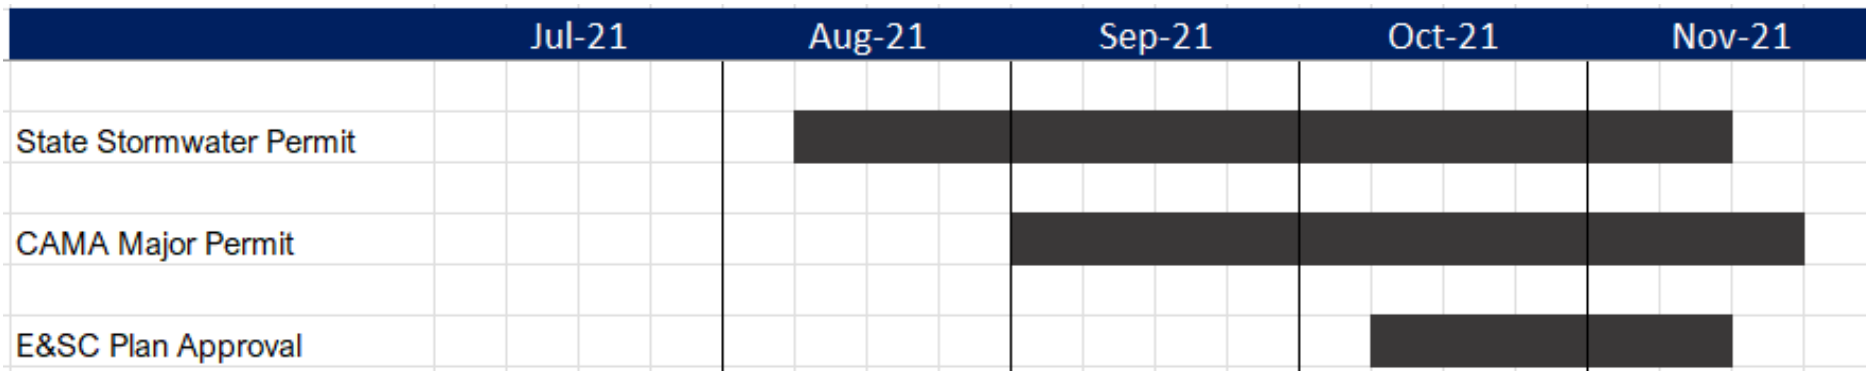 Jul-21 Aug-21 Sep-21 Oct-21 Nov-21
State Stormwater Permit
CAMA Major Permit
E&SC Plan Approval